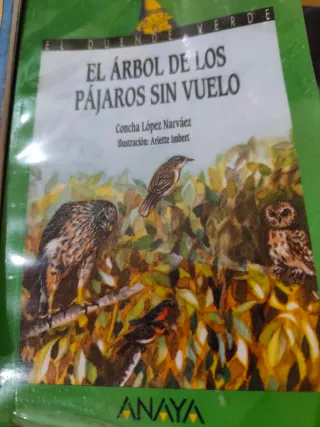 EL DUENDE VERDE
EL ÁRBOL DE LOS
PÁJAROS SIN VUELO
Concha López Narváez
Ilustración: Ariette Imbert
ANAYA